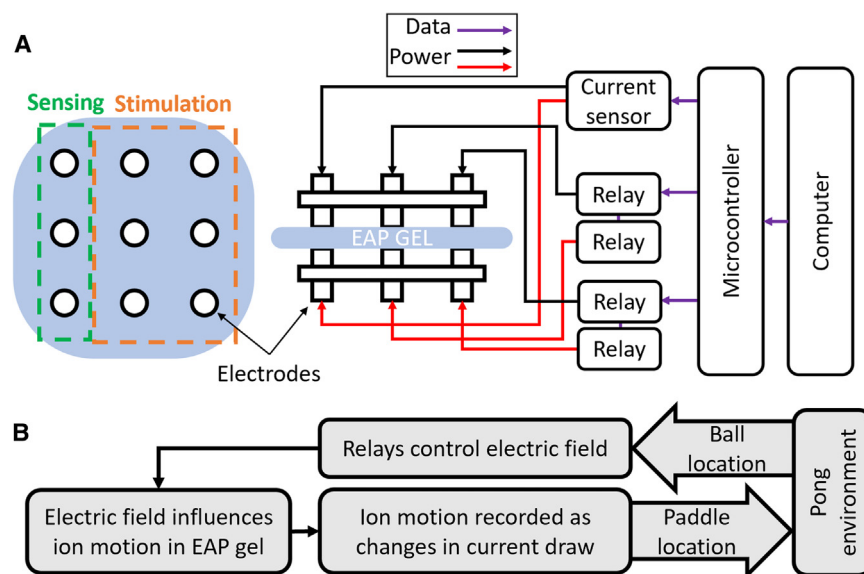 A
Data
Power
Sensing Stimulation
Current
sensor
Relay
Relay
Relay
Relay
EAP GEL
Microcontroller
Computer
Electrodes
B
Relays control electric field
Ball
location
Pong
environment
Electric field influences
ion motion in EAP gel
Ion motion recorded as
changes in current draw
Paddle
location